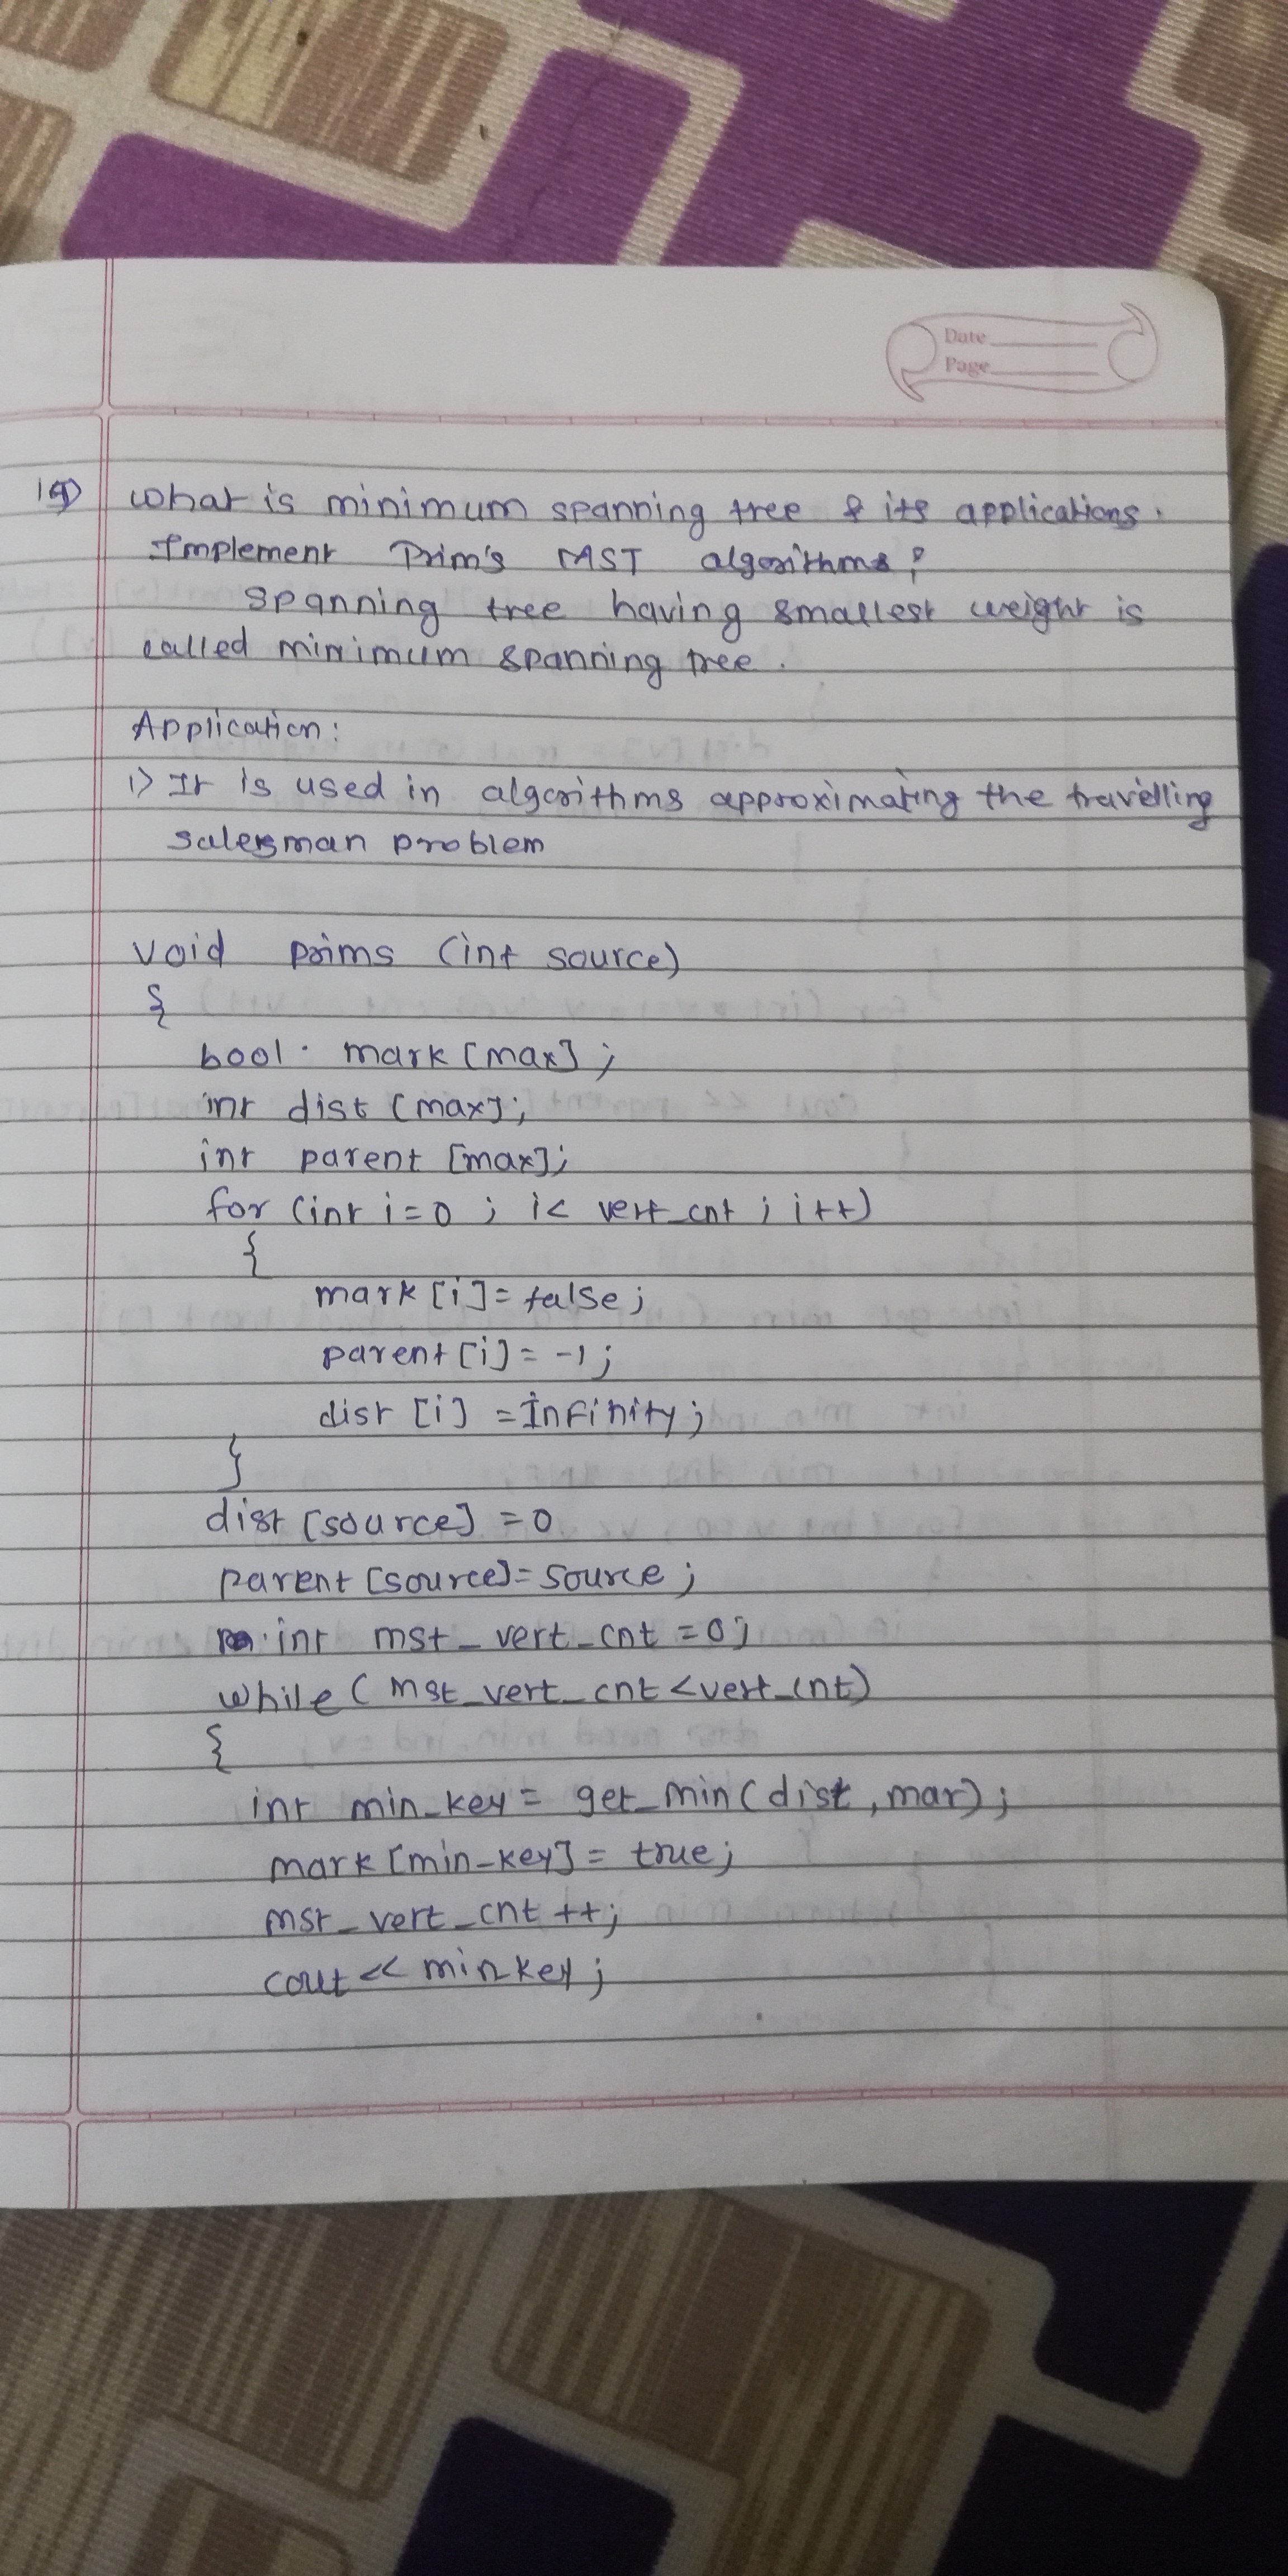 Date
Page
19) What is minimum spanning tree & its applications.
Implement Prim's MST algorithms?
Spanning tree having smallest weight is
called minimum spanning tree.
Application:
1) It is used in algorithms approximating the travelling
salesman problem
void prims (int source)
{
bool mark [max];
int dist [max];
int parent [max];
for (int i=0 ; i< vert_cnt ; i++)
{
mark [i] = false;
parent [i] = -1;
dist [i] = Infinity;
}
dist [source] = 0
parent [source] = source;
int mst_vert_cnt = 0;
while ( mst_vert_cnt < vert_cnt)
{
int min_key = get_min( dist , mar) ;
mark [min_key] = true;
mst_vert_cnt ++;
cout << minkey ;